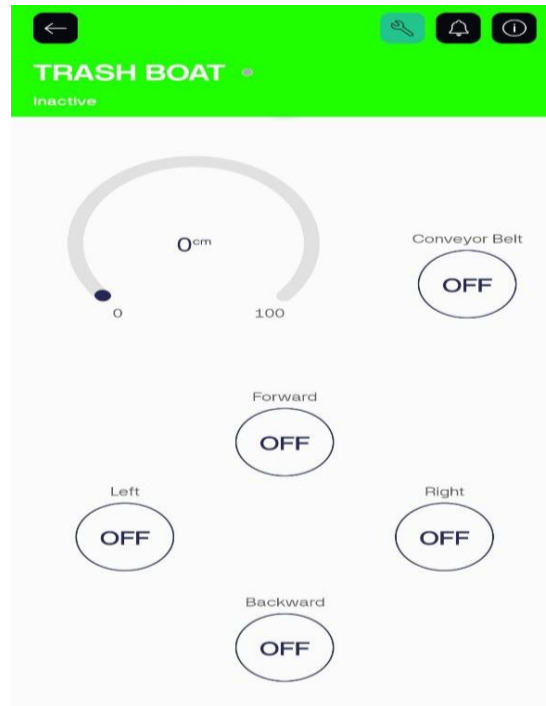 TRASH BOAT
Inactive
0cm
0 100
Conveyor Belt
OFF
Forward
OFF
Left
OFF
Right
OFF
Backward
OFF